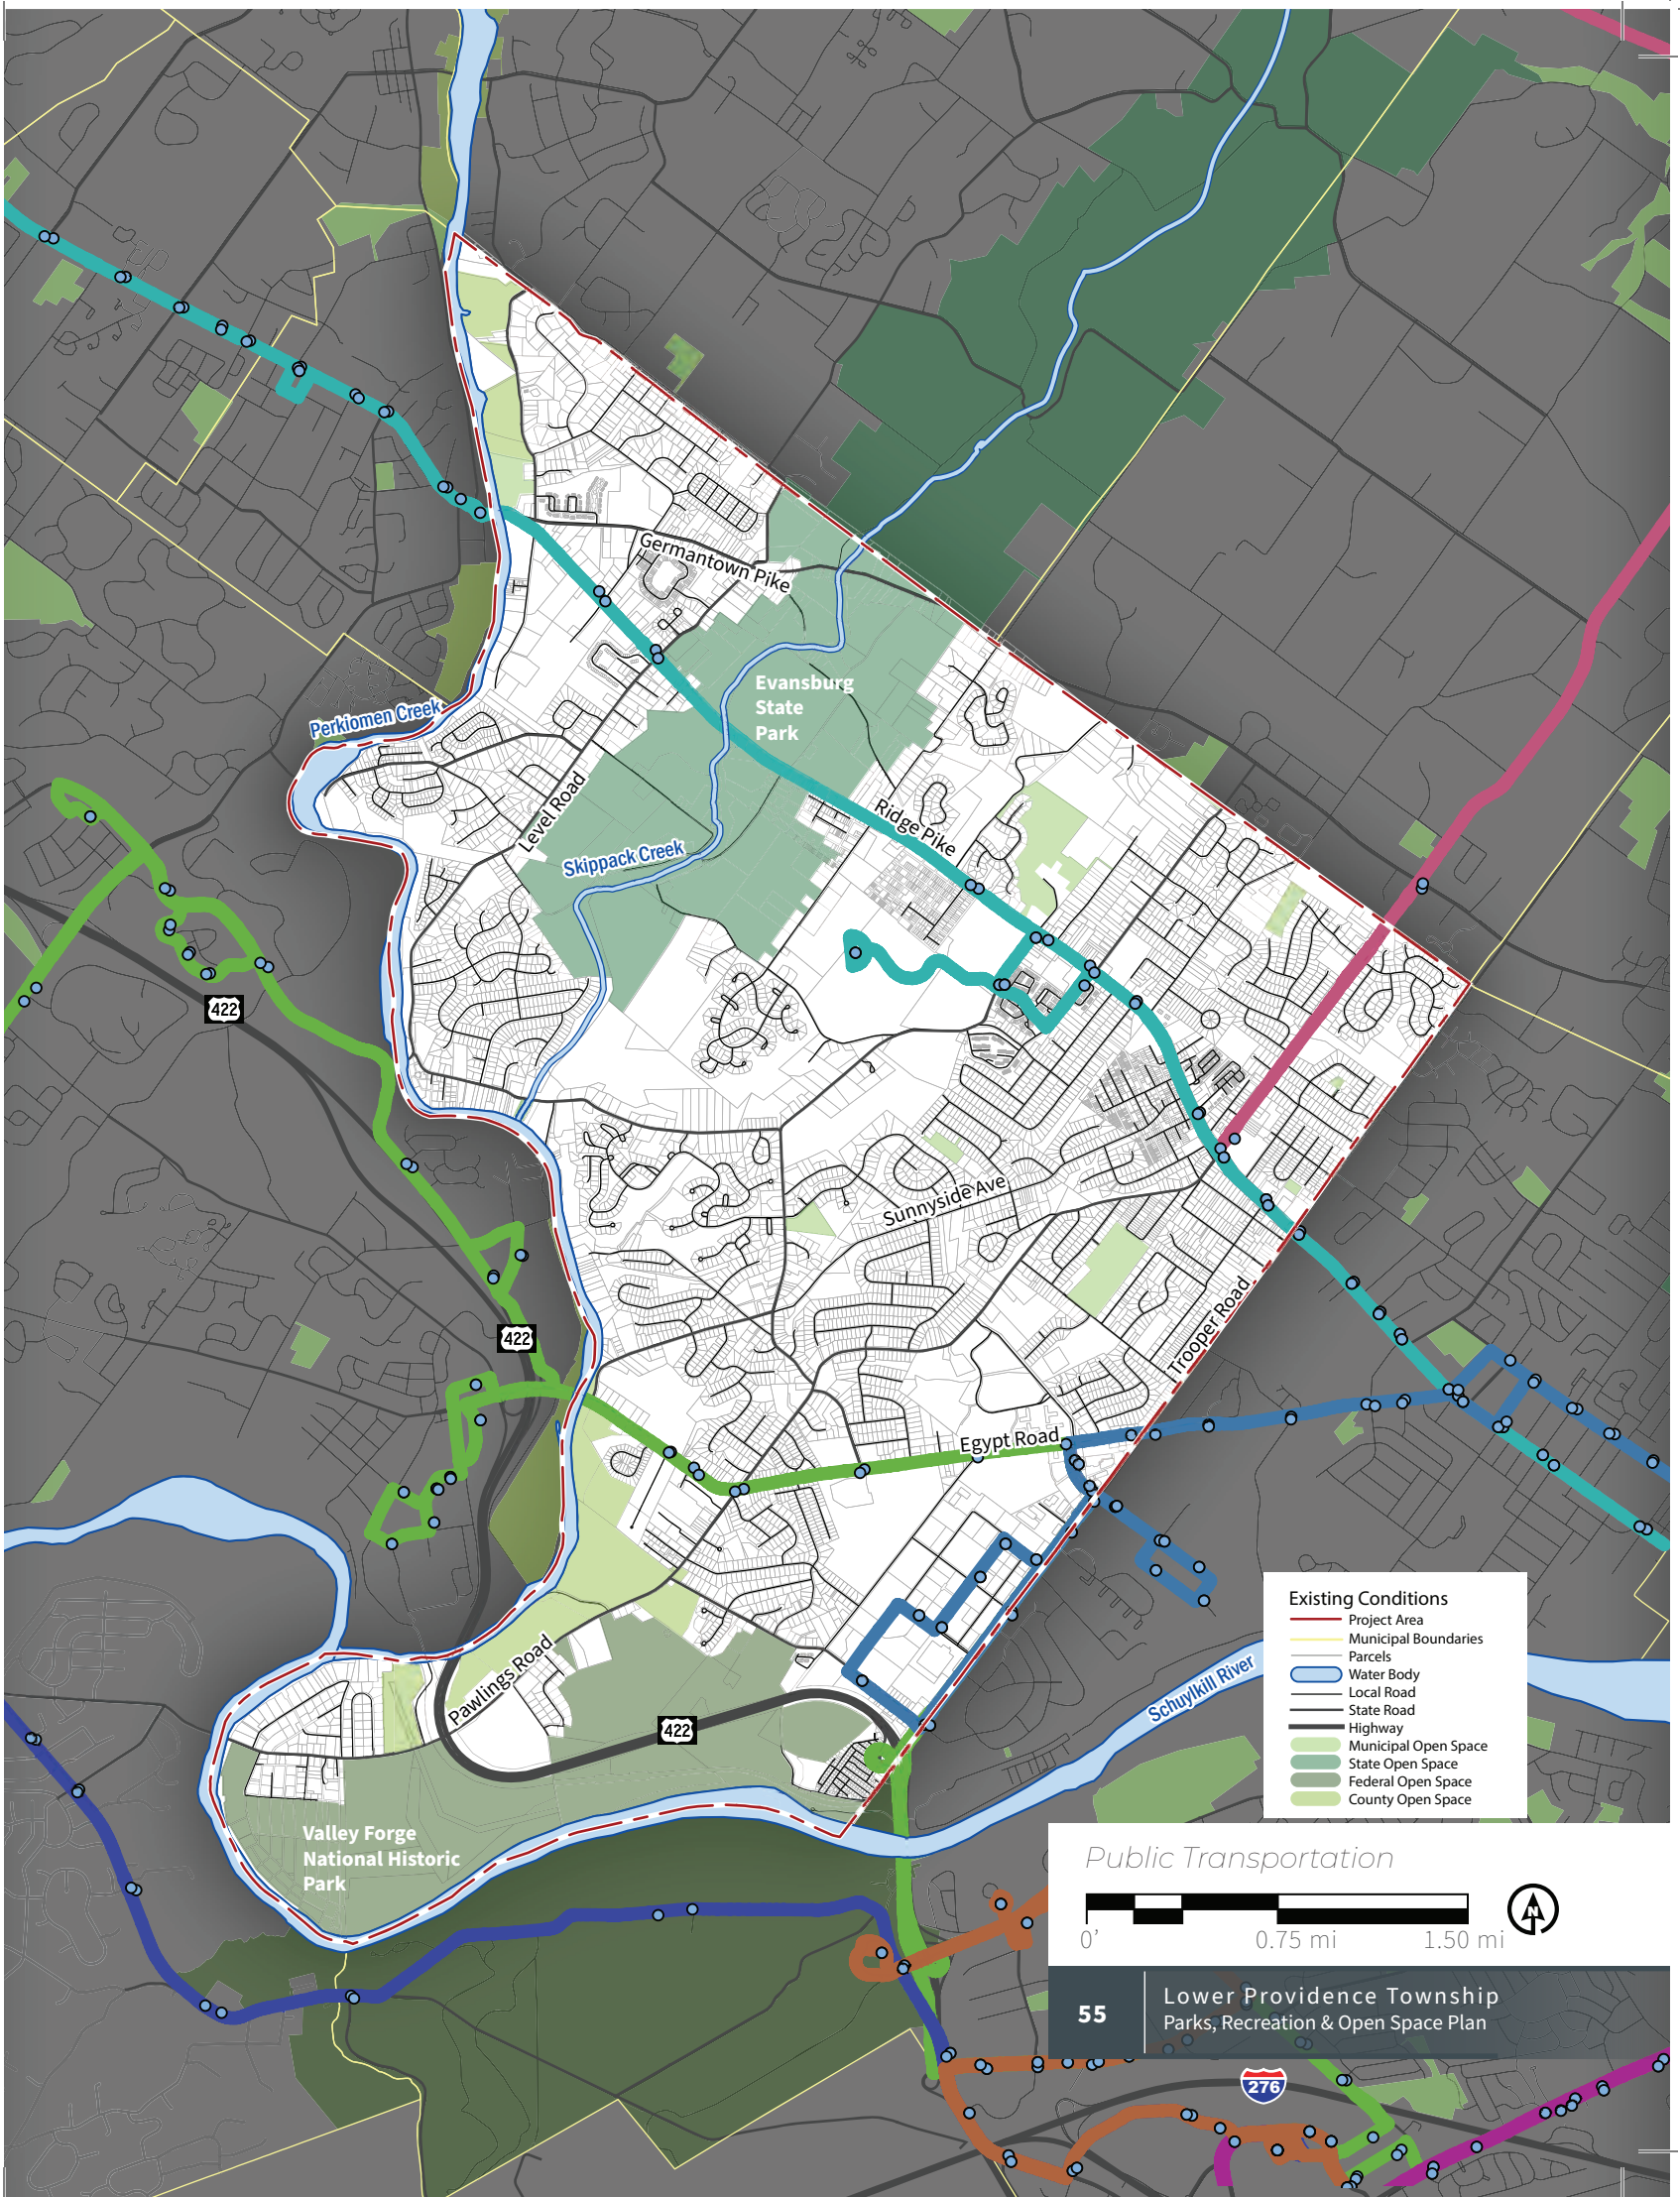 Germantown Pike
Evansburg
State
Park
Perkiomen Creek
Level Road
Ridge Pike
Skippack Creek
422
Sunnyside Ave
422
Trooper Road
Egypt Road
Pawlings Road
422
Schuylkill River
Valley Forge
National Historic
Park
Existing Conditions
Project Area
Municipal Boundaries
Parcels
Water Body
Local Road
State Road
Highway
Municipal Open Space
State Open Space
Federal Open Space
County Open Space
Public Transportation
N
0' 0.75 mi 1.50 mi
55
Lower Providence Township
Parks, Recreation & Open Space Plan
276